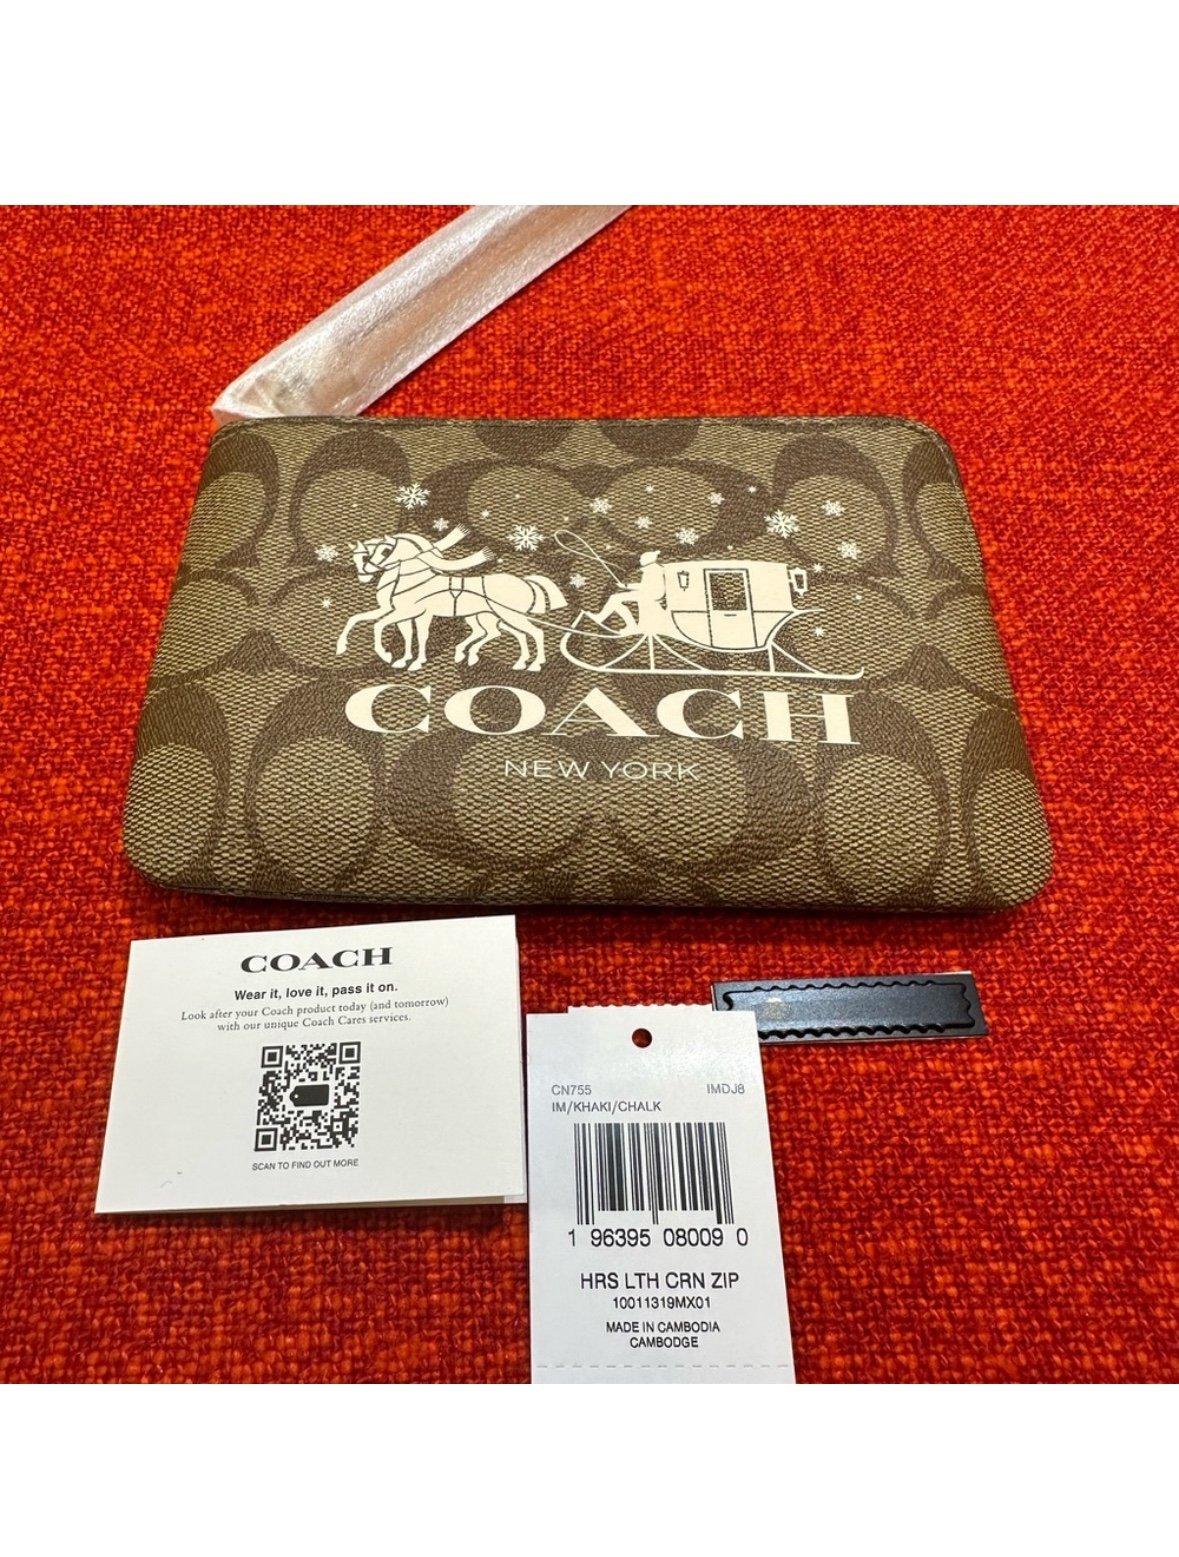 COACH
NEW YORK
COACH
Wear it, love it, pass it on.
Look after your Coach product today (and tomorrow)
with our unique Coach Cares services.
SCAN TO FIND OUT MORE
CN755 IMDJ8
IM/KHAKI/CHALK
1 96395 08009 0
HRS LTH CRN ZIP
10011319MX01
MADE IN CAMBODIA
CAMBODGE